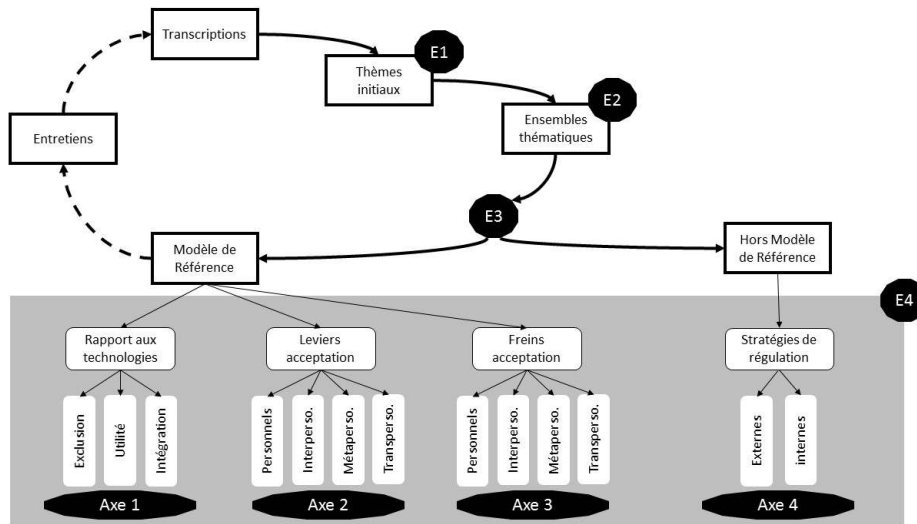 Transcriptions
E1
Thèmes
initiaux
E2
Ensembles
thématiques
Entretiens
E3
Modèle de
Référence
Hors Modèle
de Référence
E4
Rapport aux
technologies
Leviers
acceptation
Freins
acceptation
Stratégies de
régulation
Exclusion
Utilité
Intégration
Personnels
Interperso.
Métaperso.
Transperso.
Personnels
Interperso.
Métaperso.
Transperso.
Externes
internes
Axe 1
Axe 2
Axe 3
Axe 4